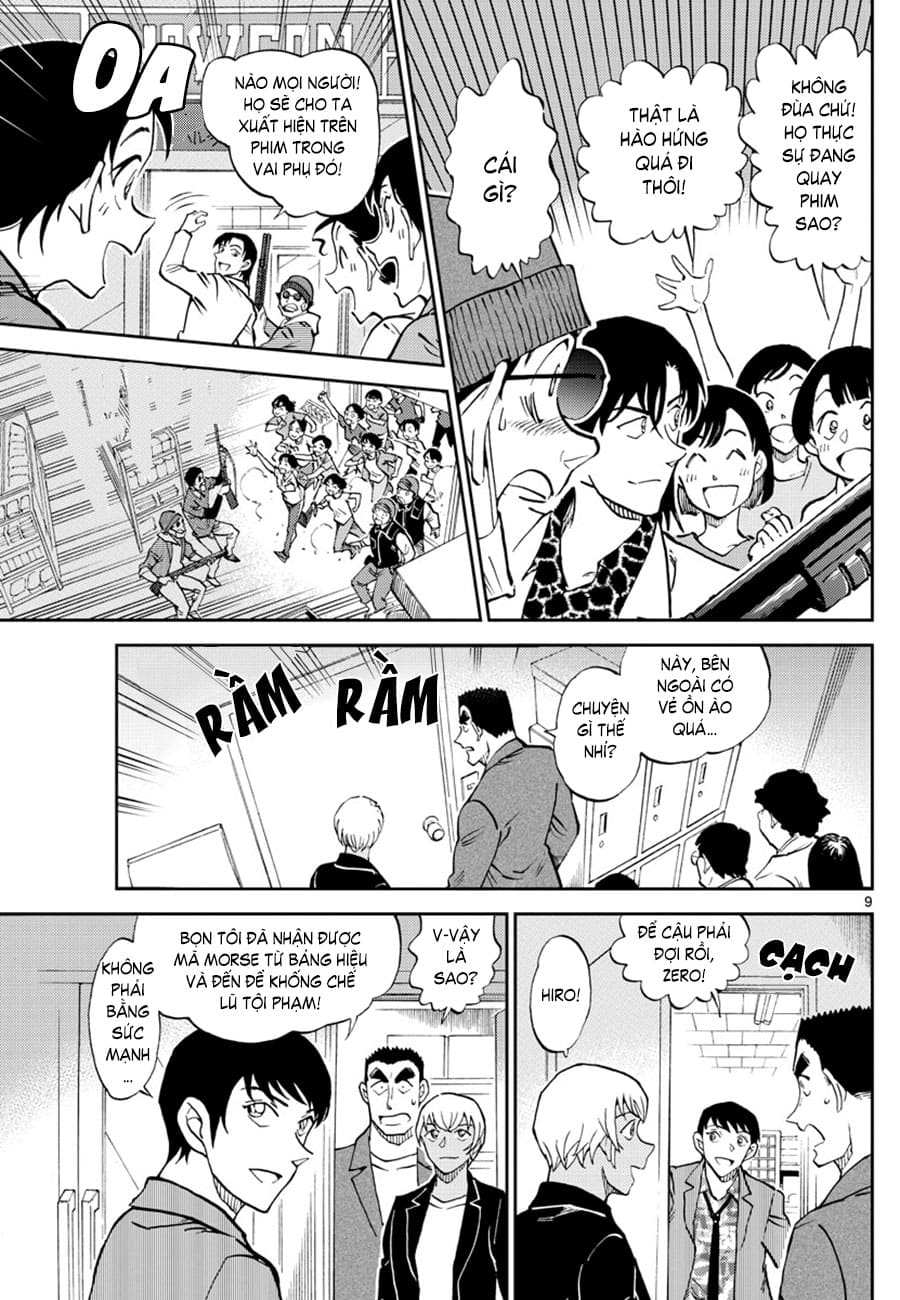 KHÔNG
ĐÙA CHỨ!
HỌ THỰC
SỰ ĐANG
QUAY
PHIM
SAO?
THẬT LÀ
HÀO HỨNG
QUÁ ĐI
THÔI!
CÁI
GÌ?
NÀO MỌI NGƯỜI!
HỌ SẼ CHO TA
XUẤT HIỆN TRÊN
PHIM TRONG
VAI PHỤ ĐÓ!
OA
NÀY, BÊN
NGOÀI CÓ
VẺ ỒN ÀO
QUÁ...
CHUYỆN
GÌ THẾ
NHỈ?
RẦM
RẦM
9
CẠCH
ĐỂ CẬU PHẢI
ĐỢI RỒI,
ZERO!
HIRO!
V-VẬY
LÀ
SAO?
BỌN TÔI ĐÃ NHẬN ĐƯỢC
MÃ MORSE TỪ BẢNG HIỆU
VÀ ĐẾN ĐỂ KHỐNG CHẾ
LŨ TỘI PHẠM!
KHÔNG
PHẢI
BẰNG
SỨC
MẠNH
...